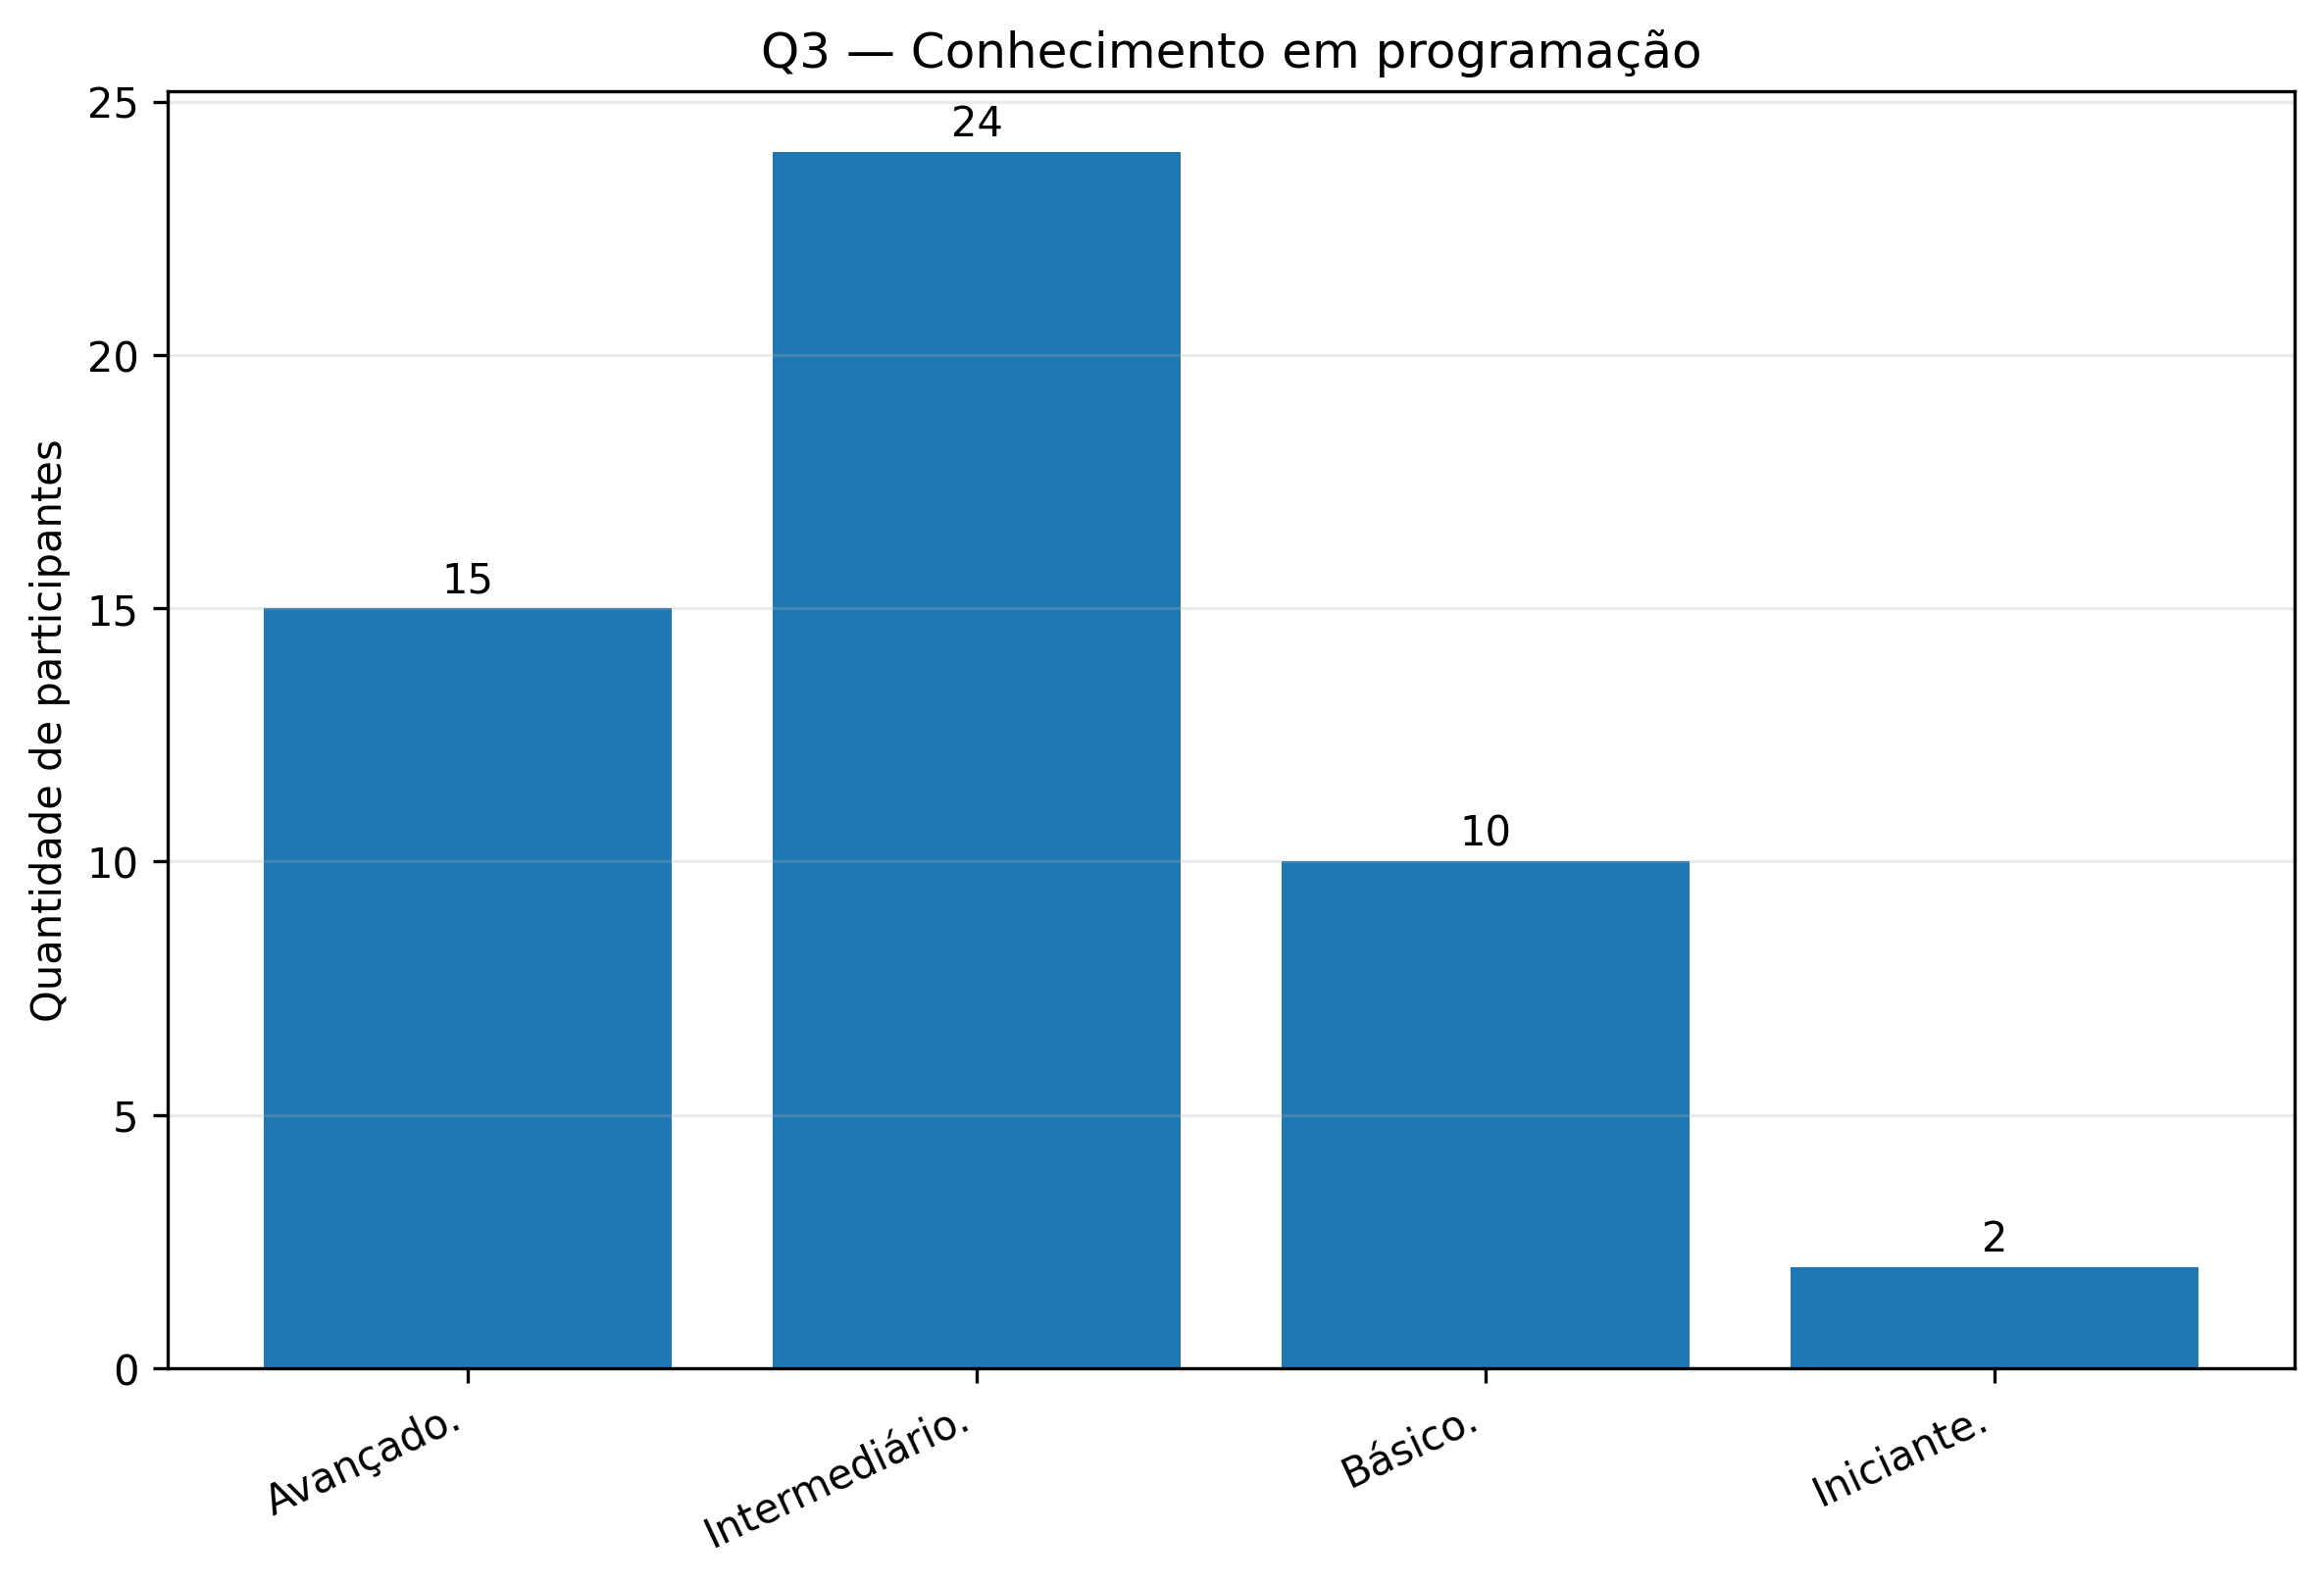 Q3 — Conhecimento em programação
Quantidade de participantes
25
20
15
10
5
0
15
24
10
2
Avançado.
Intermediário.
Básico.
Iniciante.